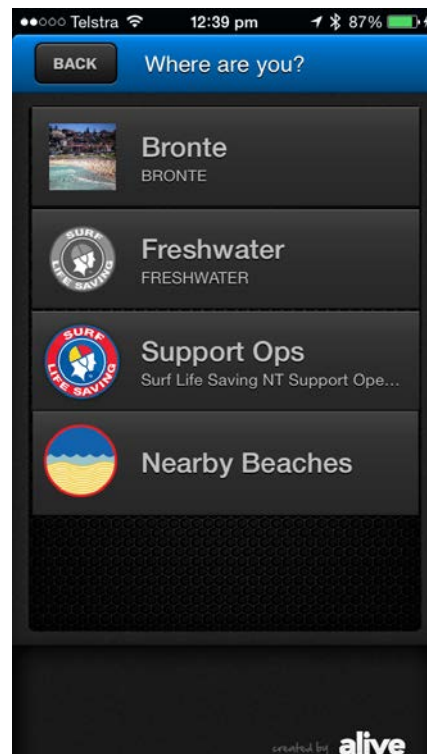 Telstra 12:39 pm 87%
BACK Where are you?
Bronte
BRONTE
SURF
LIFE SAVING
Freshwater
FRESHWATER
SURF
LIFE SAVING
Support Ops
Surf Life Saving NT Support Ope...
Nearby Beaches
created by alive